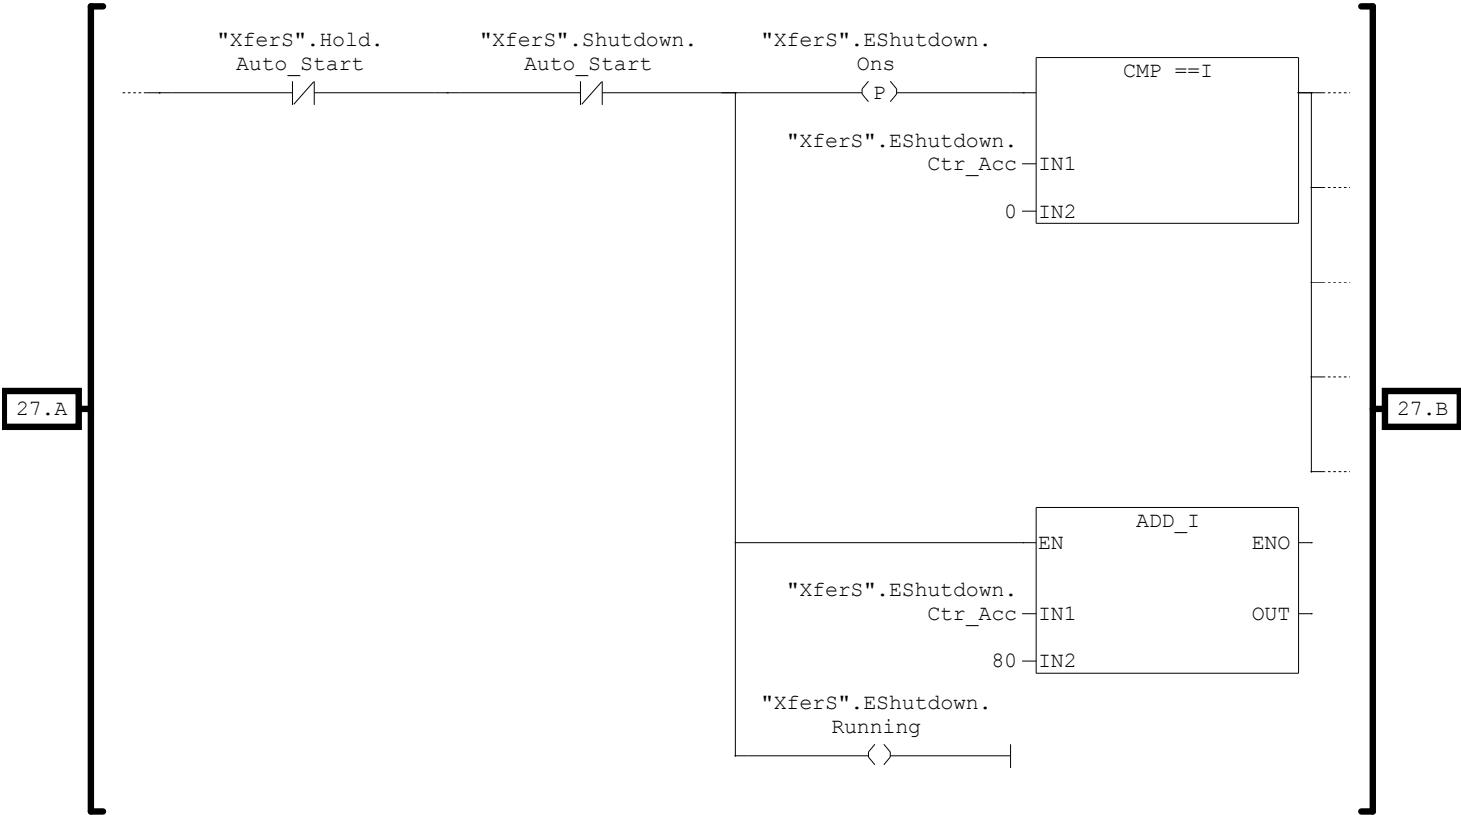 "XferS".Hold.
Auto_Start
"XferS".Shutdown.
Auto_Start
"XferS".EShutdown.
Ons
P
CMP ==I
"XferS".EShutdown.
Ctr_Acc
IN1
0
IN2
27.A
27.B
ADD_I
EN
ENO
"XferS".EShutdown.
Ctr_Acc
IN1
OUT
80
IN2
"XferS".EShutdown.
Running